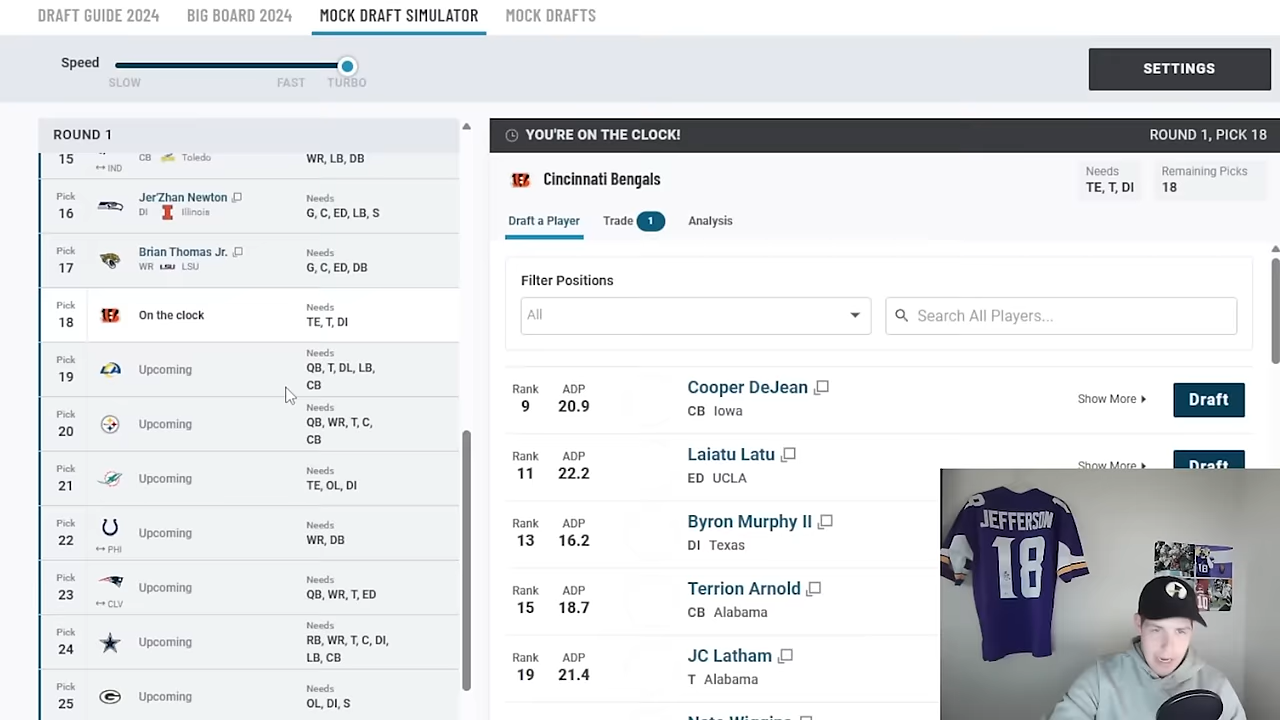 DRAFT GUIDE 2024 BIG BOARD 2024 MOCK DRAFT SIMULATOR MOCK DRAFTS
Speed
SLOW FAST TURBO
SETTINGS
ROUND 1
15 CB Toledo WR, LB, DB
IND
Pick 16 Jer'Zhan Newton Needs
DI Illinois G, C, ED, LB, S
Pick 17 Brian Thomas Jr. Needs
WR LSU LSU G, C, ED, DB
Pick 18 On the clock Needs
TE, T, DI
Pick 19 Upcoming Needs
QB, T, DL, LB,
CB
Pick 20 Upcoming Needs
QB, WR, T, C,
CB
Pick 21 Upcoming Needs
TE, OL, DI
Pick 22 Upcoming Needs
PHI WR, DB
Pick 23 Upcoming Needs
CLV QB, WR, T, ED
Pick 24 Upcoming Needs
RB, WR, T, C, DI,
LB, CB
Pick 25 Upcoming Needs
OL, DI, S
YOU'RE ON THE CLOCK! ROUND 1, PICK 18
Cincinnati Bengals
Needs
TE, T, DI
Remaining Picks
18
Draft a Player Trade 1 Analysis
Filter Positions
All
Search All Players...
Rank 9 ADP 20.9 Cooper DeJean Show More Draft
CB Iowa
Rank 11 ADP 22.2 Laiatu Latu Show More Draft
ED UCLA
Rank 13 ADP 16.2 Byron Murphy II
DI Texas
Rank 15 ADP 18.7 Terrion Arnold
CB Alabama
Rank 19 ADP 21.4 JC Latham
T Alabama
Nate Wiggins
JEFFERSON
18